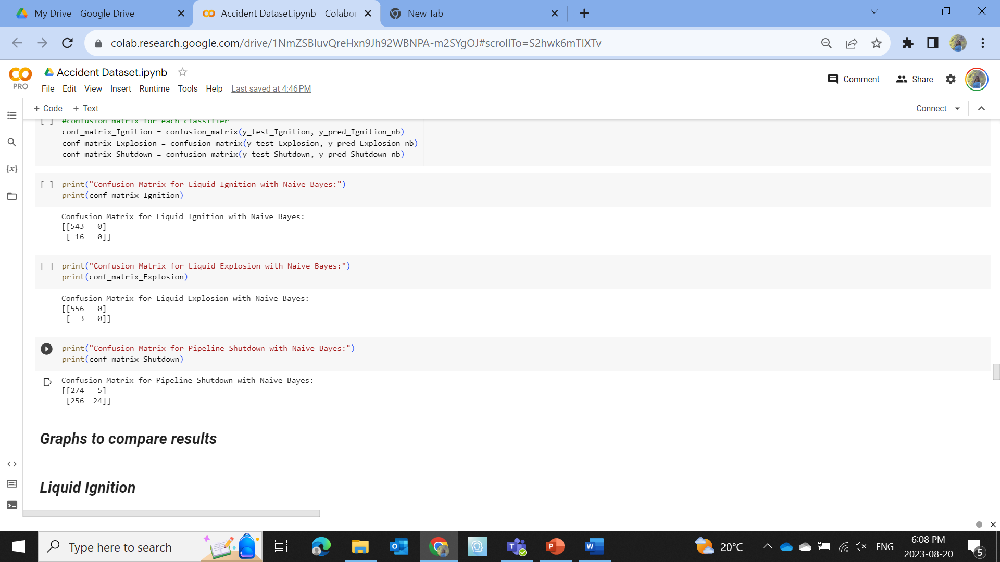 My Drive - Google Drive
Accident Dataset.ipynb - Colabor
New Tab
colab.research.google.com/drive/1NmZSBIuvQreHxn9Jh92WBNPA-m2SYgOJ#scrollTo=S2hwk6mTIXTv
PRO
Accident Dataset.ipynb
File Edit View Insert Runtime Tools Help Last saved at 4:46 PM
Comment Share
+ Code + Text
Connect
{x}
[ ] #confusion matrix for each classifier
conf_matrix_Ignition = confusion_matrix(y_test_Ignition, y_pred_Ignition_nb)
conf_matrix_Explosion = confusion_matrix(y_test_Explosion, y_pred_Explosion_nb)
conf_matrix_Shutdown = confusion_matrix(y_test_Shutdown, y_pred_Shutdown_nb)
[ ] print("Confusion Matrix for Liquid Ignition with Naive Bayes:")
print(conf_matrix_Ignition)
Confusion Matrix for Liquid Ignition with Naive Bayes:
[[543   0]
 [ 16   0]]
[ ] print("Confusion Matrix for Liquid Explosion with Naive Bayes:")
print(conf_matrix_Explosion)
Confusion Matrix for Liquid Explosion with Naive Bayes:
[[556   0]
 [  3   0]]
print("Confusion Matrix for Pipeline Shutdown with Naive Bayes:")
print(conf_matrix_Shutdown)
Confusion Matrix for Pipeline Shutdown with Naive Bayes:
[[274   5]
 [256  24]]
Graphs to compare results
Liquid Ignition
Type here to search
20°C
ENG
6:08 PM
2023-08-20
5